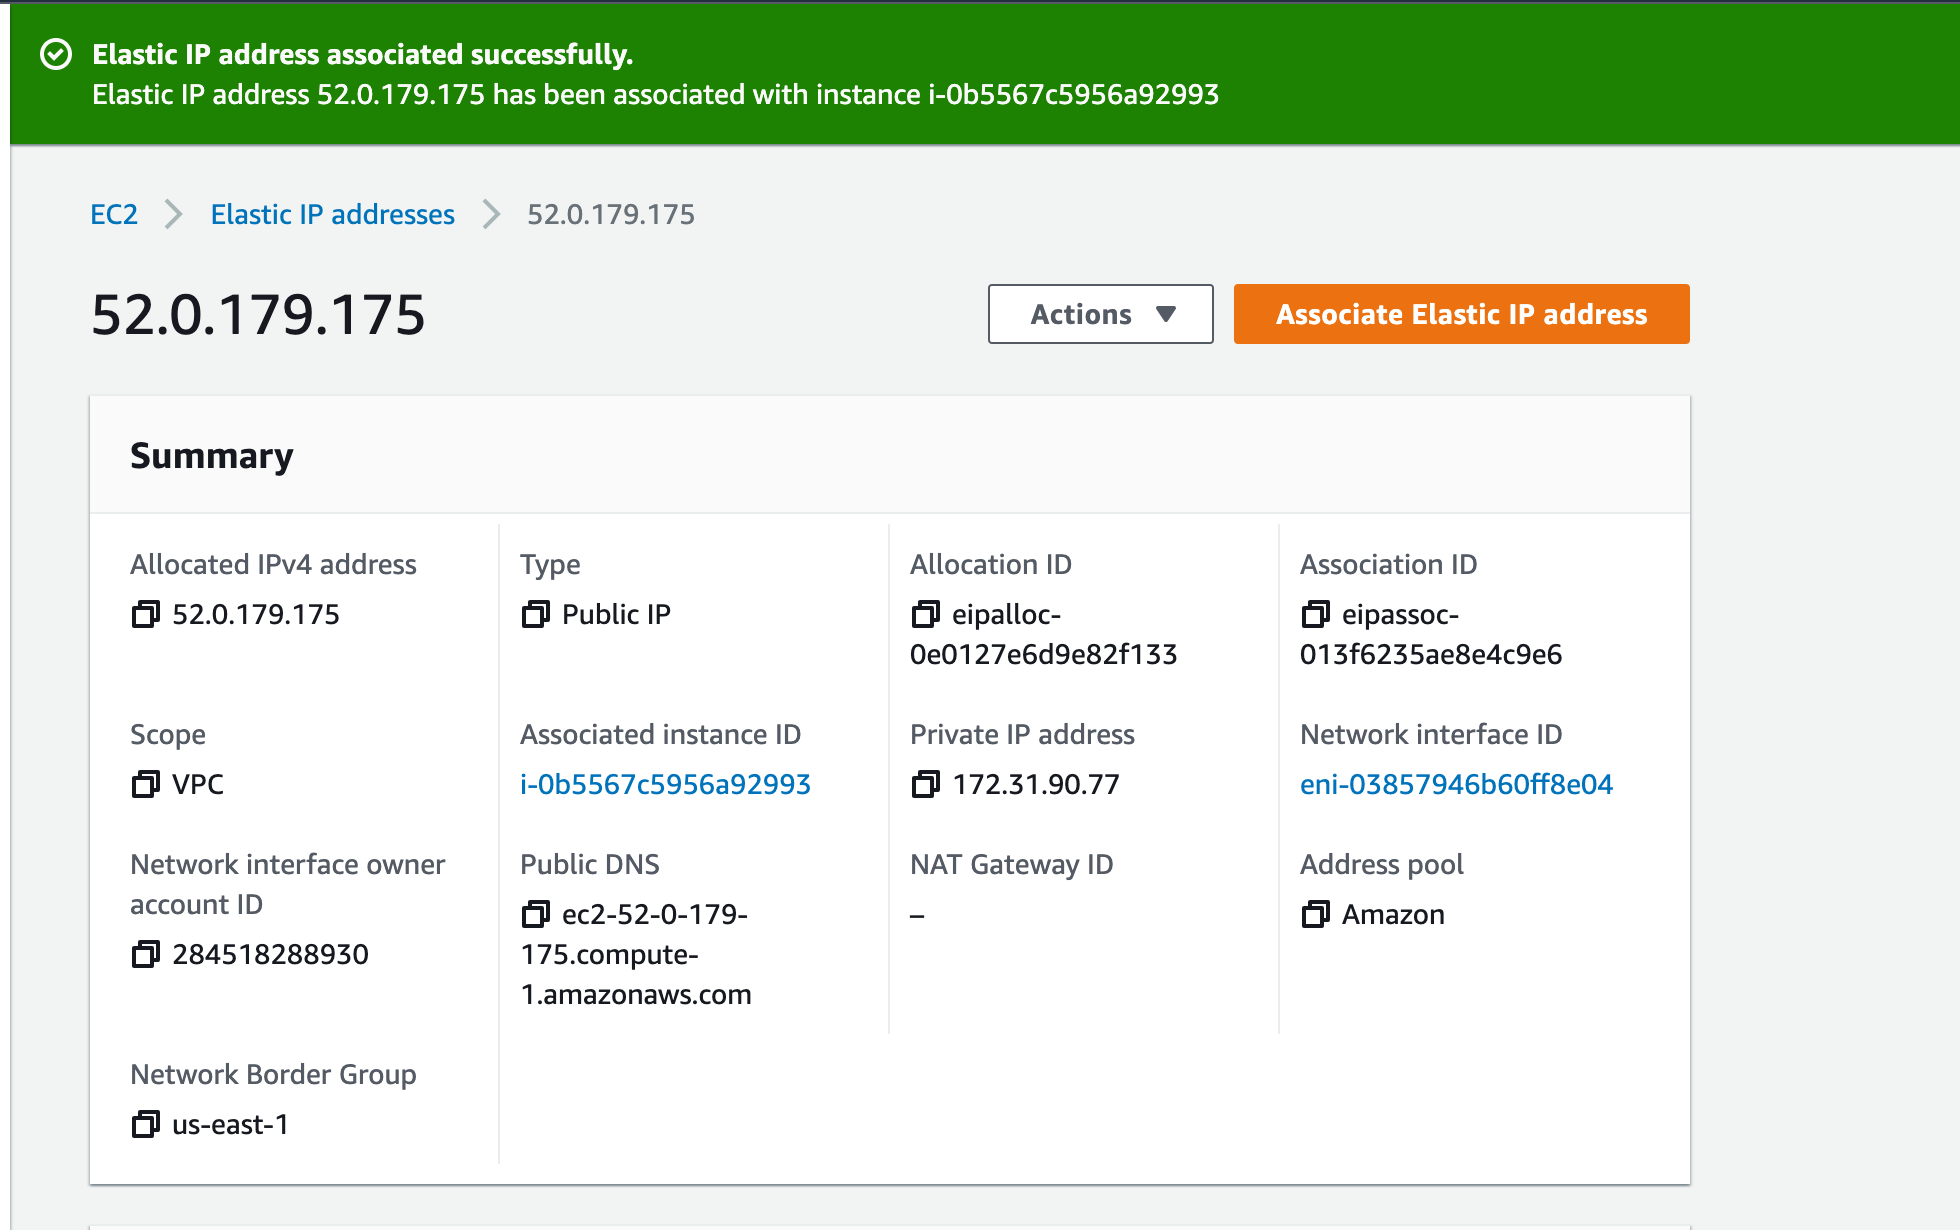 Elastic IP address associated successfully.
Elastic IP address 52.0.179.175 has been associated with instance i-0b5567c5956a92993
EC2 Elastic IP addresses 52.0.179.175
52.0.179.175
Actions
Associate Elastic IP address
Summary
Allocated IPv4 address
52.0.179.175
Type
Public IP
Allocation ID
eipalloc-
0e0127e6d9e82f133
Association ID
eipassoc-
013f6235ae8e4c9e6
Scope
VPC
Associated instance ID
i-0b5567c5956a92993
Private IP address
172.31.90.77
Network interface ID
eni-03857946b60ff8e04
Network interface owner
account ID
284518288930
Public DNS
ec2-52-0-179-
175.compute-
1.amazonaws.com
NAT Gateway ID
–
Address pool
Amazon
Network Border Group
us-east-1